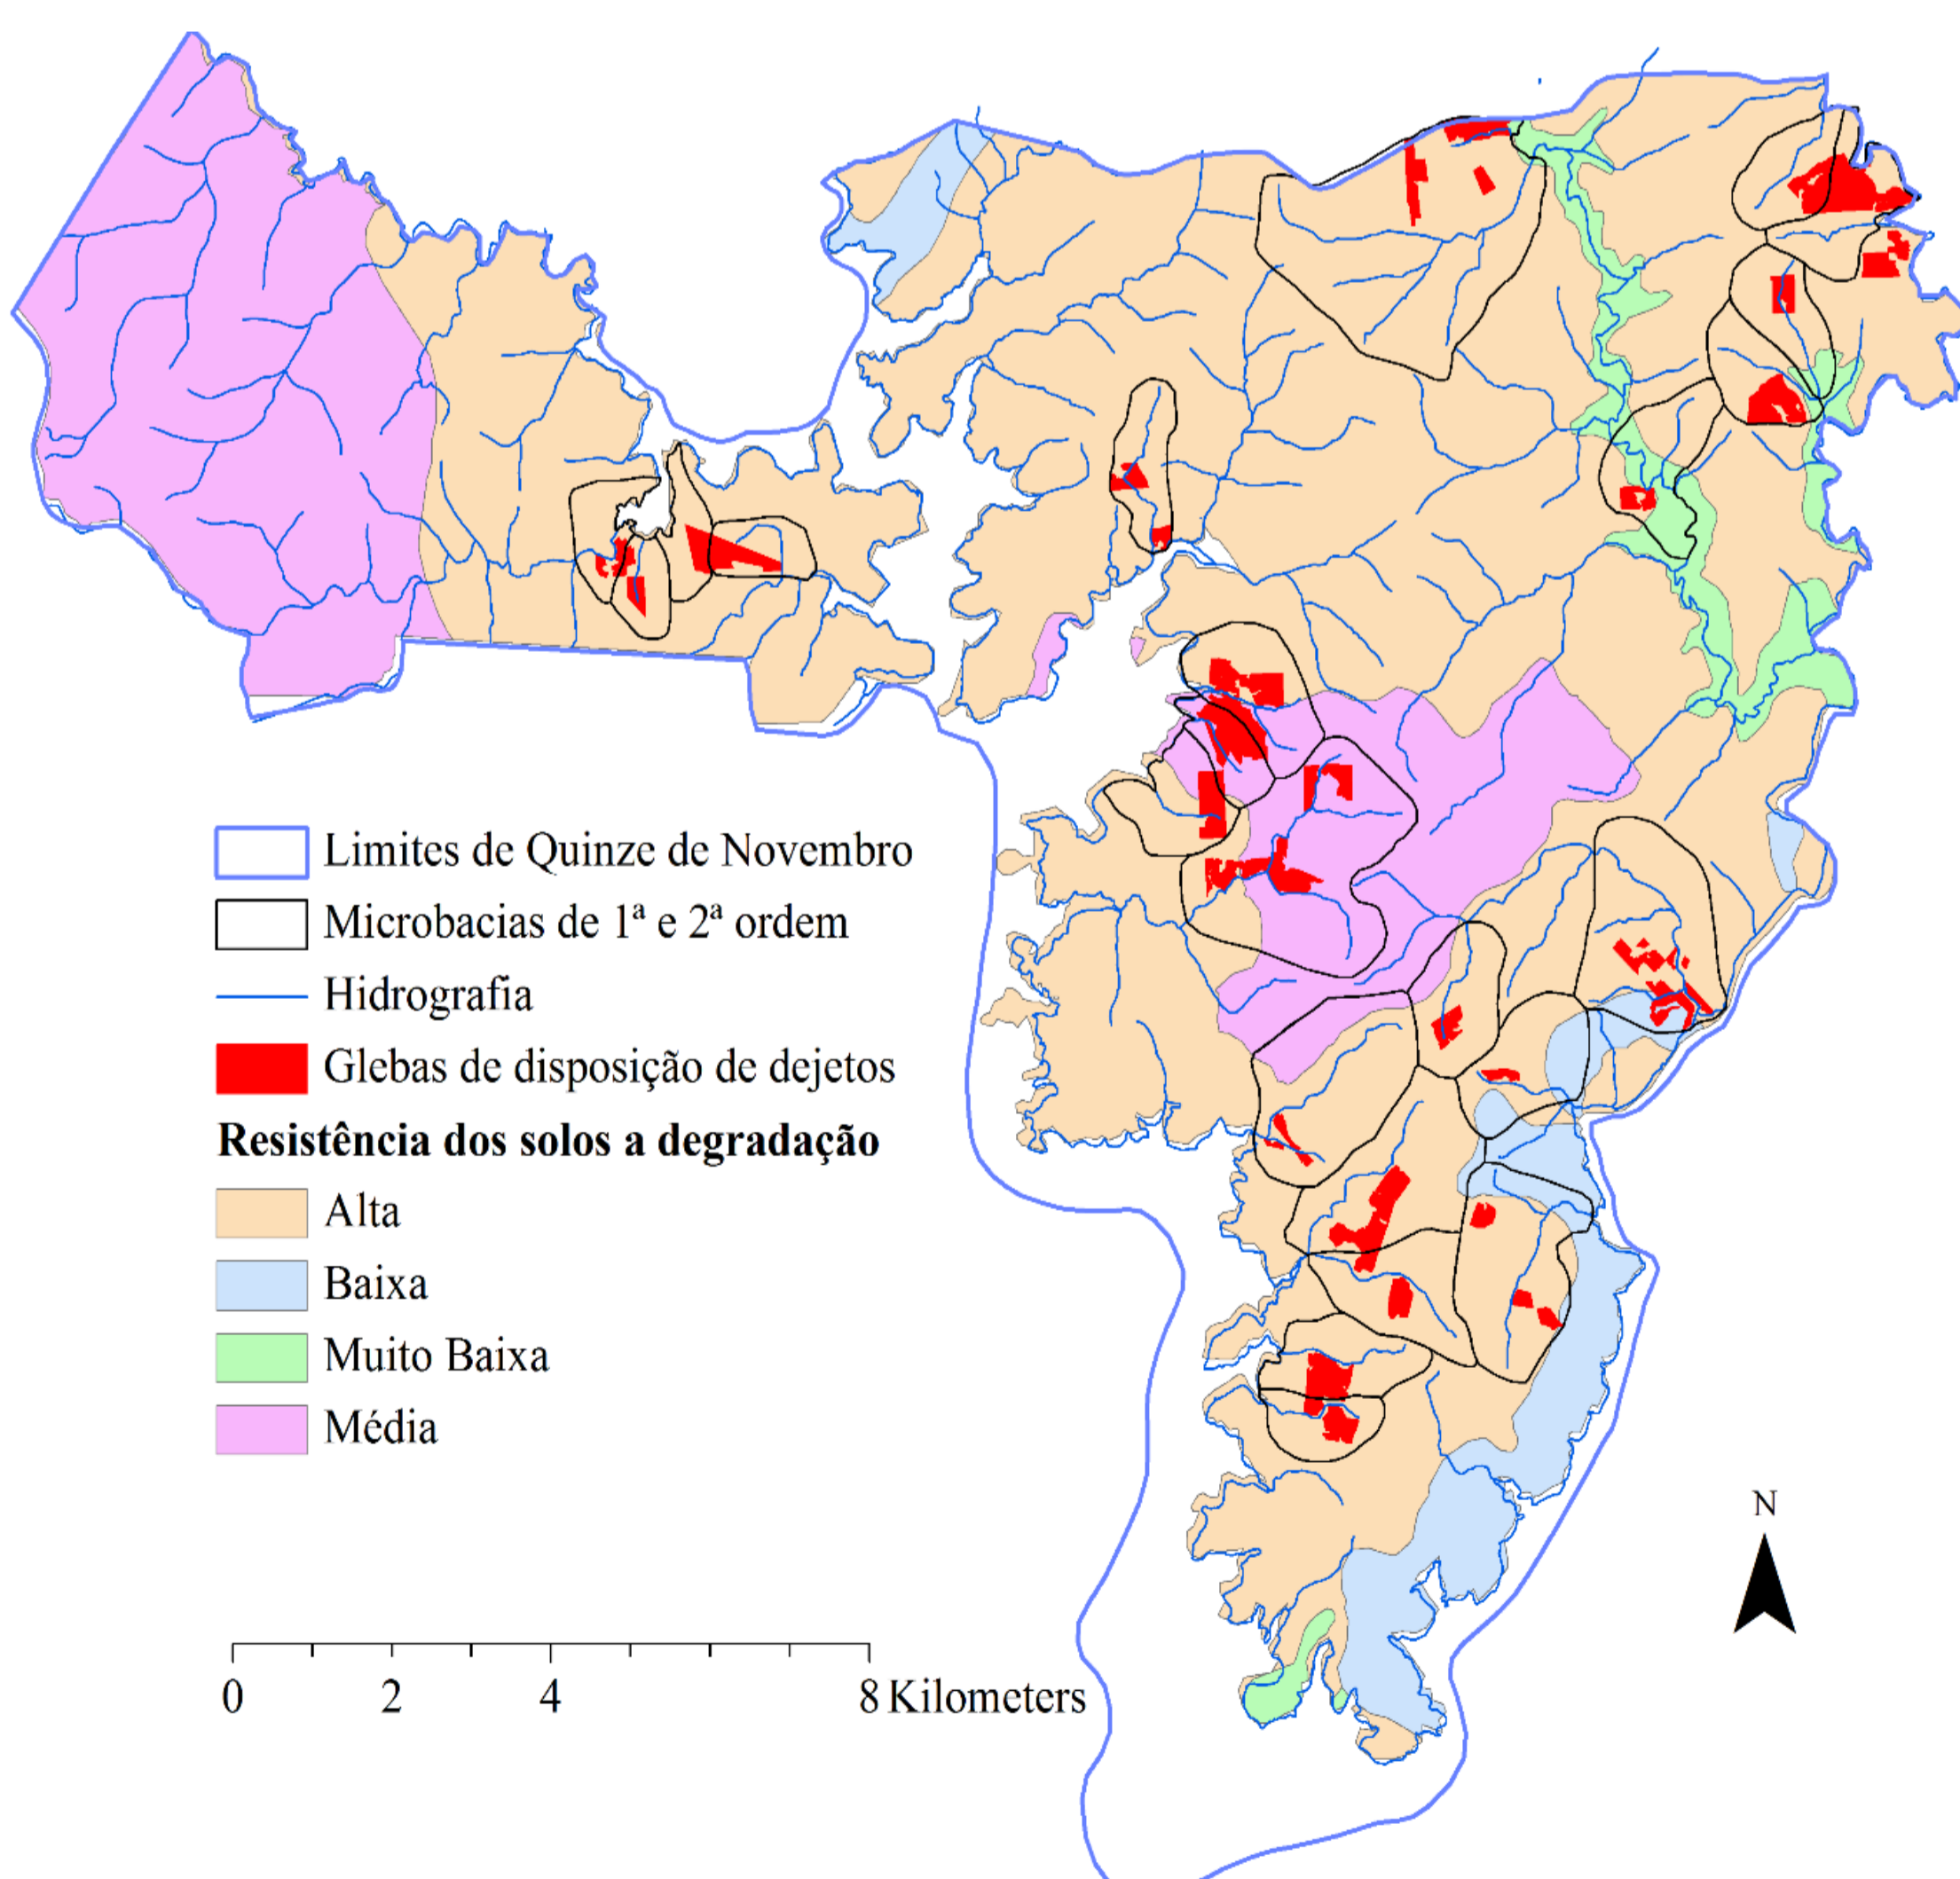 Limites de Quinze de Novembro
Microbacias de 1ª e 2ª ordem
Hidrografia
Glebas de disposição de dejetos
Resistência dos solos a degradação
Alta
Baixa
Muito Baixa
Média
N
0 2 4 8 Kilometers